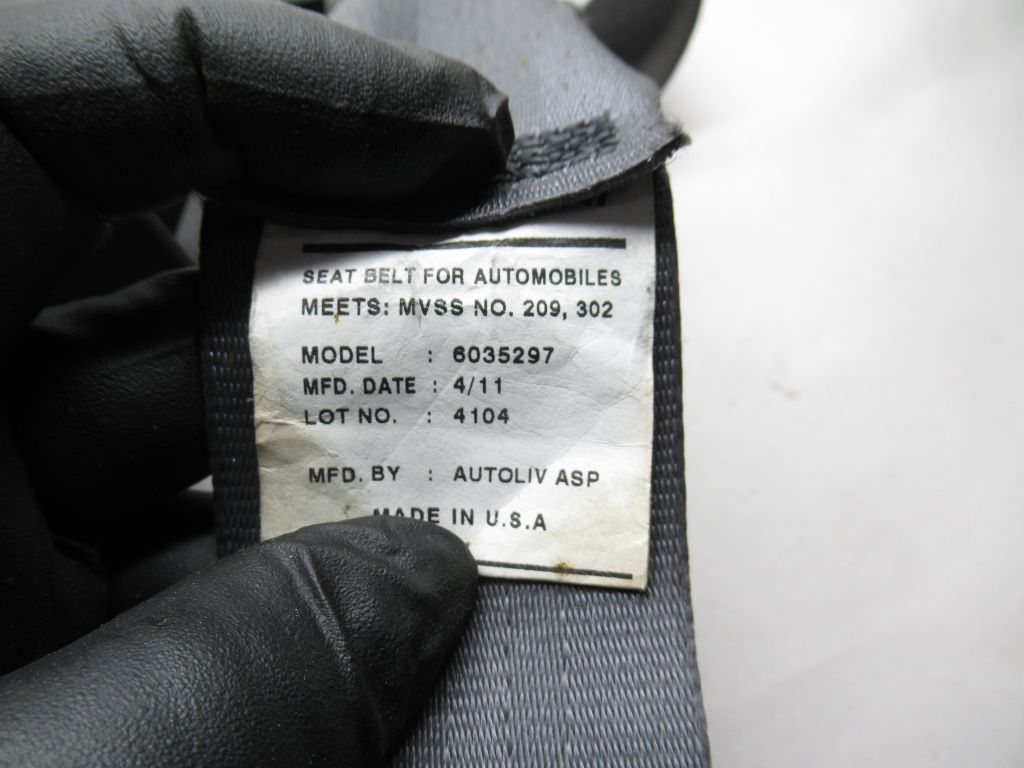 SEAT BELT FOR AUTOMOBILES
MEETS: MVSS NO. 209, 302
MODEL : 6035297
MFD. DATE : 4/11
LOT NO. : 4104
MFD. BY : AUTOLIV ASP
MADE IN U.S.A